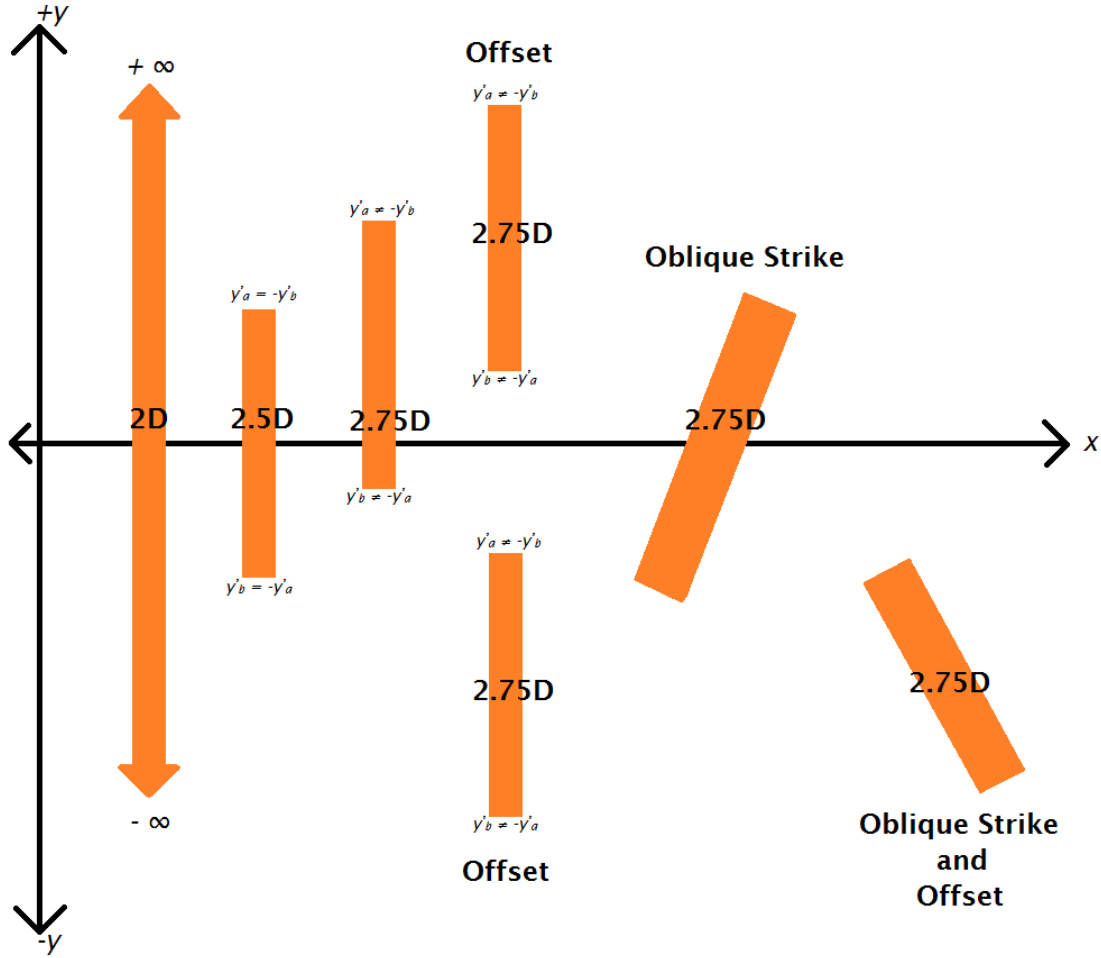 +y
+ ∞
Offset
y'a ≠ -y'b
y'a ≠ -y'b
2.75D
Oblique Strike
y'a = -y'b
y'b ≠ -y'a
2D
2.5D
2.75D
2.75D
x
y'b ≠ -y'a
y'a ≠ -y'b
y'b = -y'a
2.75D
2.75D
- ∞
y'b ≠ -y'a
Offset
Oblique Strike
and
Offset
-y